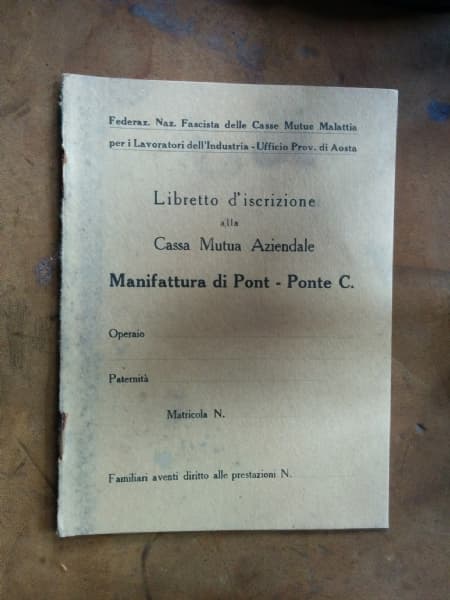 Federaz. Naz. Fascista delle Casse Mutue Malattia
per i Lavoratori dell'Industria - Ufficio Prov. di Aosta
Libretto d'iscrizione
alla
Cassa Mutua Aziendale
Manifattura di Pont - Ponte C.
Operaio
Paternità
Matricola N.
Familiari aventi diritto alle prestazioni N.